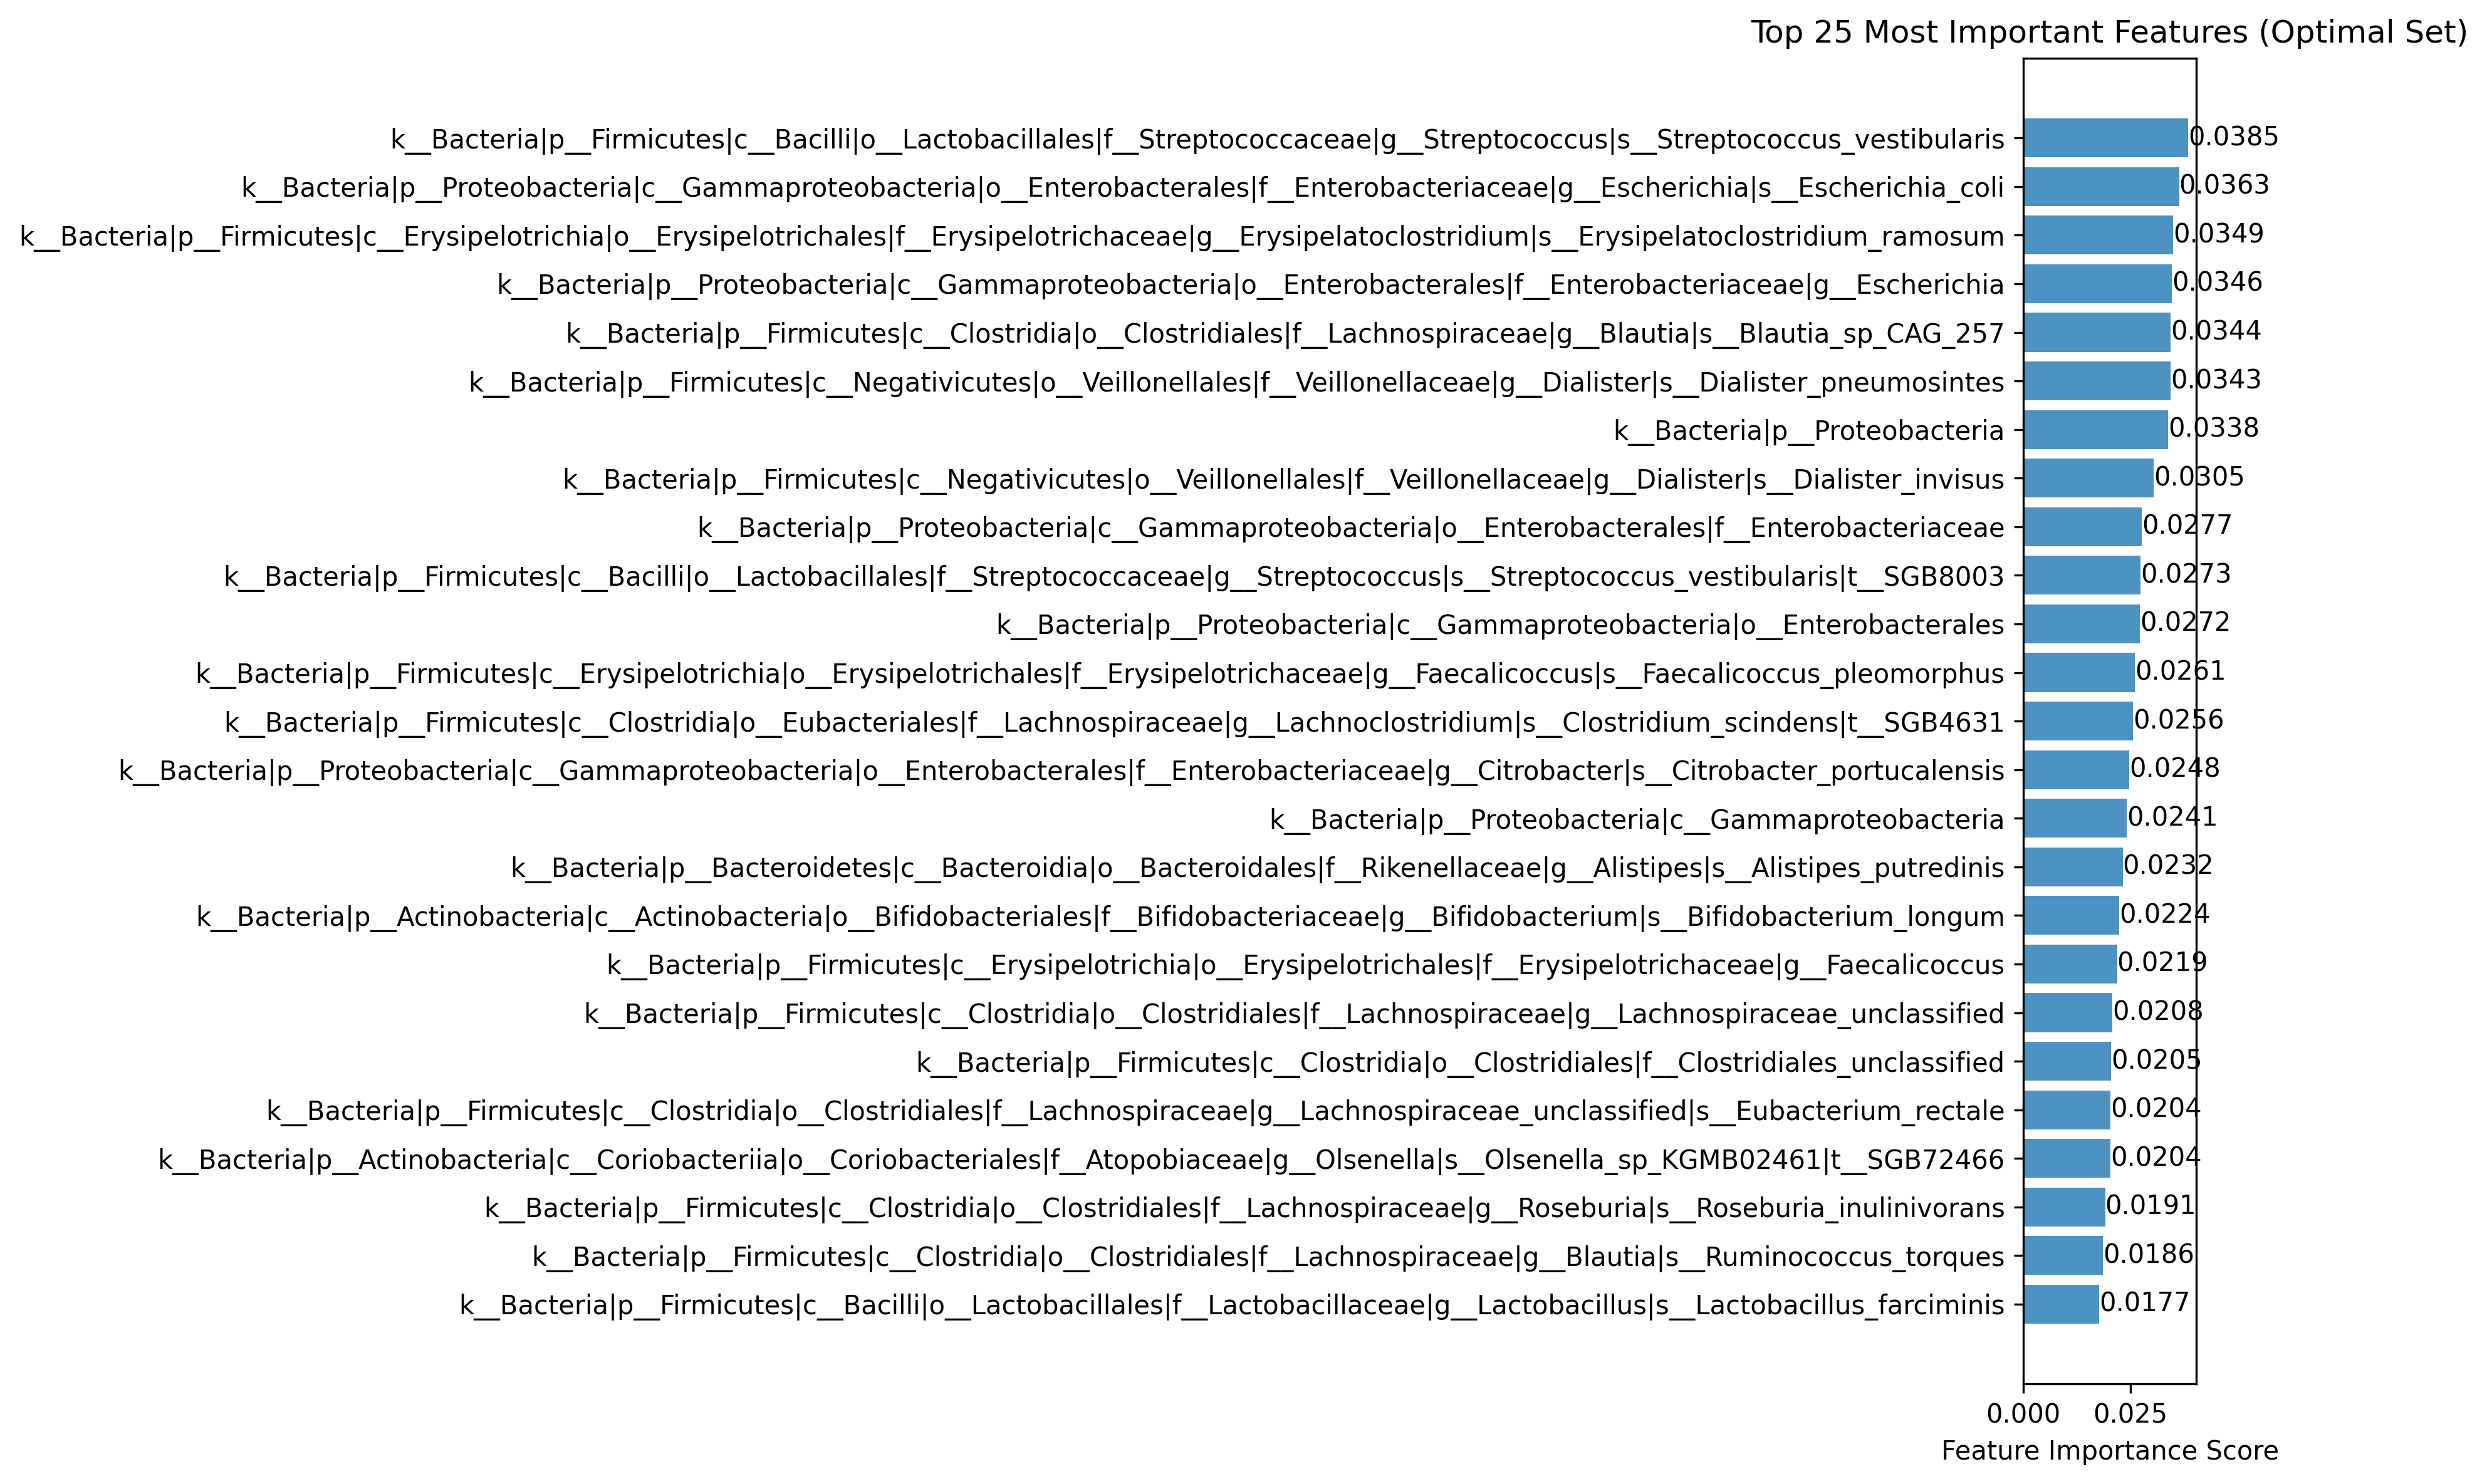 Top 25 Most Important Features (Optimal Set)
k__Bacteria|p__Firmicutes|c__Bacilli|o__Lactobacillales|f__Streptococcaceae|g__Streptococcus|s__Streptococcus_vestibularis 0.0385
k__Bacteria|p__Proteobacteria|c__Gammaproteobacteria|o__Enterobacterales|f__Enterobacteriaceae|g__Escherichia|s__Escherichia_coli 0.0363
k__Bacteria|p__Firmicutes|c__Erysipelotrichia|o__Erysipelotrichales|f__Erysipelotrichaceae|g__Erysipelatoclostridium|s__Erysipelatoclostridium_ramosum 0.0349
k__Bacteria|p__Proteobacteria|c__Gammaproteobacteria|o__Enterobacterales|f__Enterobacteriaceae|g__Escherichia 0.0346
k__Bacteria|p__Firmicutes|c__Clostridia|o__Clostridiales|f__Lachnospiraceae|g__Blautia|s__Blautia_sp_CAG_257 0.0344
k__Bacteria|p__Firmicutes|c__Negativicutes|o__Veillonellales|f__Veillonellaceae|g__Dialister|s__Dialister_pneumosintes 0.0343
k__Bacteria|p__Proteobacteria 0.0338
k__Bacteria|p__Firmicutes|c__Negativicutes|o__Veillonellales|f__Veillonellaceae|g__Dialister|s__Dialister_invisus 0.0305
k__Bacteria|p__Proteobacteria|c__Gammaproteobacteria|o__Enterobacterales|f__Enterobacteriaceae 0.0277
k__Bacteria|p__Firmicutes|c__Bacilli|o__Lactobacillales|f__Streptococcaceae|g__Streptococcus|s__Streptococcus_vestibularis|t__SGB8003 0.0273
k__Bacteria|p__Proteobacteria|c__Gammaproteobacteria|o__Enterobacterales 0.0272
k__Bacteria|p__Firmicutes|c__Erysipelotrichia|o__Erysipelotrichales|f__Erysipelotrichaceae|g__Faecalicoccus|s__Faecalicoccus_pleomorphus 0.0261
k__Bacteria|p__Firmicutes|c__Clostridia|o__Eubacteriales|f__Lachnospiraceae|g__Lachnoclostridium|s__Clostridium_scindens|t__SGB4631 0.0256
k__Bacteria|p__Proteobacteria|c__Gammaproteobacteria|o__Enterobacterales|f__Enterobacteriaceae|g__Citrobacter|s__Citrobacter_portucalensis 0.0248
k__Bacteria|p__Proteobacteria|c__Gammaproteobacteria 0.0241
k__Bacteria|p__Bacteroidetes|c__Bacteroidia|o__Bacteroidales|f__Rikenellaceae|g__Alistipes|s__Alistipes_putredinis 0.0232
k__Bacteria|p__Actinobacteria|c__Actinobacteria|o__Bifidobacteriales|f__Bifidobacteriaceae|g__Bifidobacterium|s__Bifidobacterium_longum 0.0224
k__Bacteria|p__Firmicutes|c__Erysipelotrichia|o__Erysipelotrichales|f__Erysipelotrichaceae|g__Faecalicoccus 0.0219
k__Bacteria|p__Firmicutes|c__Clostridia|o__Clostridiales|f__Lachnospiraceae|g__Lachnospiraceae_unclassified 0.0208
k__Bacteria|p__Firmicutes|c__Clostridia|o__Clostridiales|f__Clostridiales_unclassified 0.0205
k__Bacteria|p__Firmicutes|c__Clostridia|o__Clostridiales|f__Lachnospiraceae|g__Lachnospiraceae_unclassified|s__Eubacterium_rectale 0.0204
k__Bacteria|p__Actinobacteria|c__Coriobacteriia|o__Coriobacteriales|f__Atopobiaceae|g__Olsenella|s__Olsenella_sp_KGMB02461|t__SGB72466 0.0204
k__Bacteria|p__Firmicutes|c__Clostridia|o__Clostridiales|f__Lachnospiraceae|g__Roseburia|s__Roseburia_inulinivorans 0.0191
k__Bacteria|p__Firmicutes|c__Clostridia|o__Clostridiales|f__Lachnospiraceae|g__Blautia|s__Ruminococcus_torques 0.0186
k__Bacteria|p__Firmicutes|c__Bacilli|o__Lactobacillales|f__Lactobacillaceae|g__Lactobacillus|s__Lactobacillus_farciminis 0.0177
0.000 0.025
Feature Importance Score